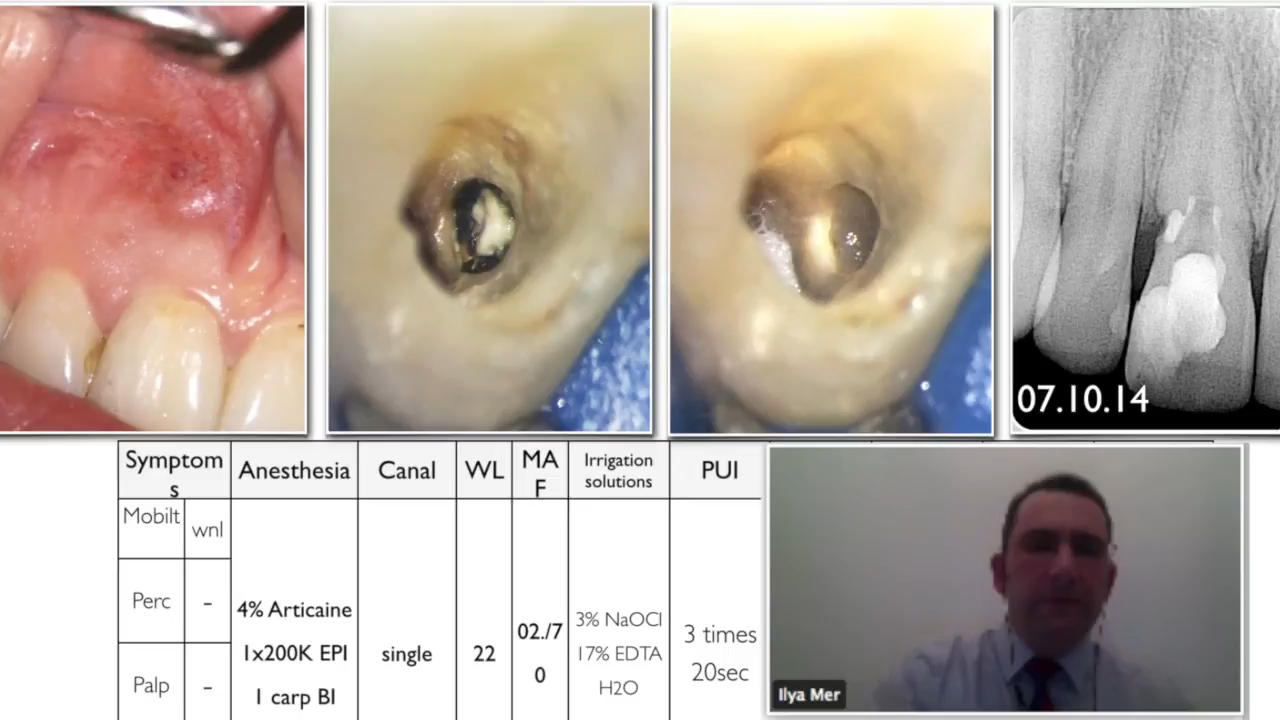 07.10.14
Symptom
s
Anesthesia
Canal
WL
MA
F
Irrigation
solutions
PUI
Mobilt
wnl
Perc
-
Palp
-
4% Articaine
1x200K EPI
1 carp BI
single
22
02./7
0
3% NaOCl
17% EDTA
H2O
3 times
20sec
Ilya Mer